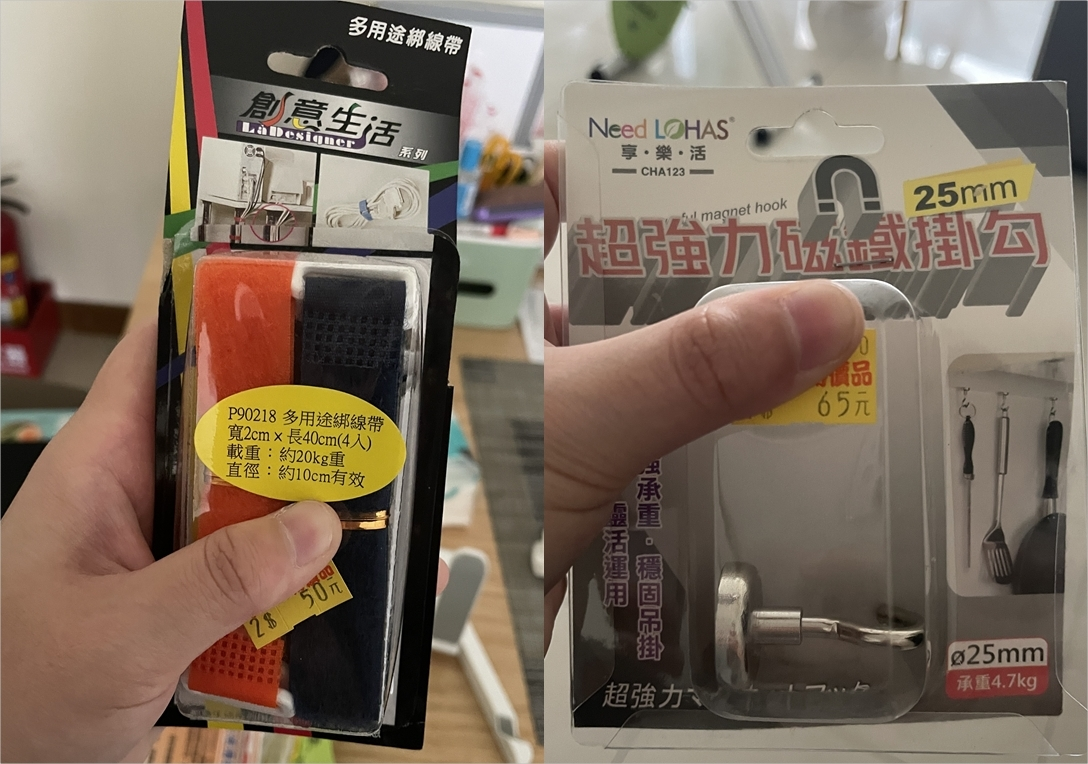 多用途綁線帶
創意生活
LaDesigner
系列
P90218 多用途綁線帶
寬2cm × 長40cm(4入)
載重：約20kg重
直徑：約10cm有效
50元
Need LOHAS®
享·樂·活
CHA123
25mm
magnet hook
超強力磁鐵掛勾
價品
65元
強承重·穩固吊掛
靈活運用
ø25mm
承重4.7kg
超強力マ